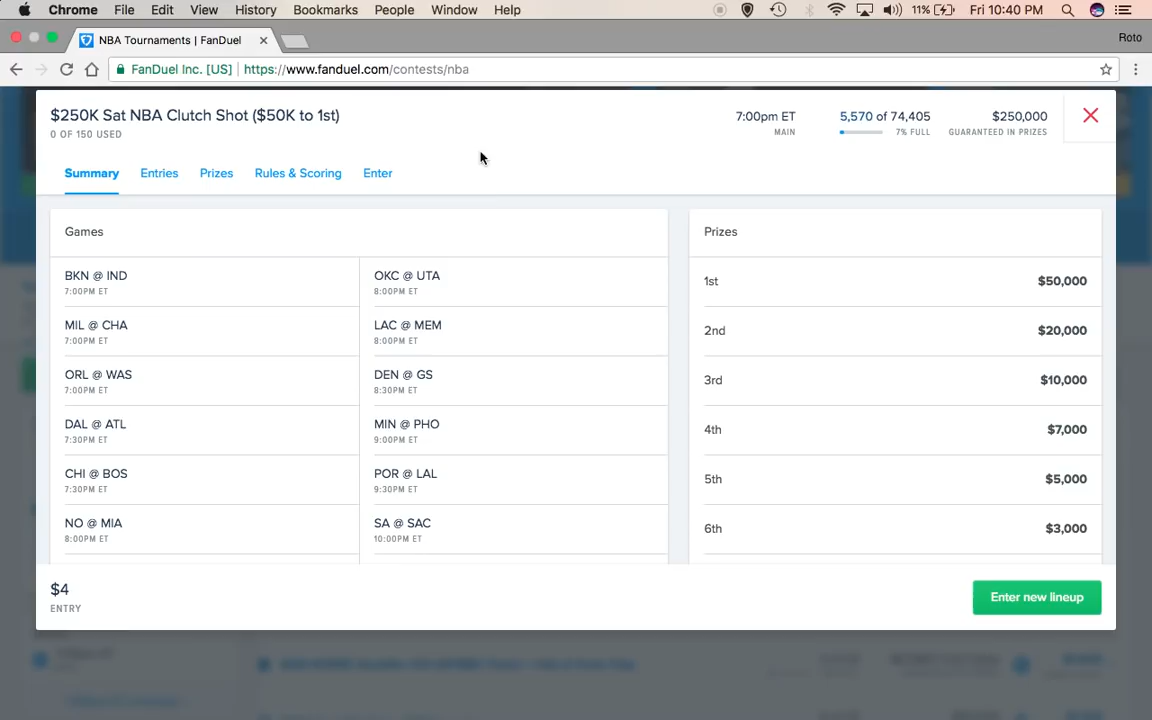 Chrome File Edit View History Bookmarks People Window Help 11% Fri 10:40 PM
NBA Tournaments | FanDuel
Roto
FanDuel Inc. [US] | https://www.fanduel.com/contests/nba
$250K Sat NBA Clutch Shot ($50K to 1st)
0 OF 150 USED
7:00pm ET
MAIN
5,570 of 74,405
7% FULL
$250,000
GUARANTEED IN PRIZES
Summary Entries Prizes Rules & Scoring Enter
Games
BKN @ IND
7:00PM ET
MIL @ CHA
7:00PM ET
ORL @ WAS
7:00PM ET
DAL @ ATL
7:30PM ET
CHI @ BOS
7:30PM ET
NO @ MIA
8:00PM ET
OKC @ UTA
8:00PM ET
LAC @ MEM
8:00PM ET
DEN @ GS
8:30PM ET
MIN @ PHO
9:00PM ET
POR @ LAL
9:30PM ET
SA @ SAC
10:00PM ET
Prizes
1st $50,000
2nd $20,000
3rd $10,000
4th $7,000
5th $5,000
6th $3,000
$4
ENTRY
Enter new lineup